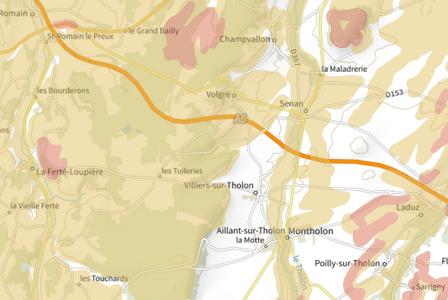 Romain
St-Romain le Preux
le Grand Bailly
Champvallon
D367
la Maladrerie
les Bourderons
Volgré
Senan
D153
A6
La Ferté-Loupière
les Tuileries
Villiers-sur-Tholon
la Vieille Ferté
Laduz
Aillant-sur-Tholon
Montholon
la Motte
le Tholon
Poilly-sur-Tholon
les Touchards